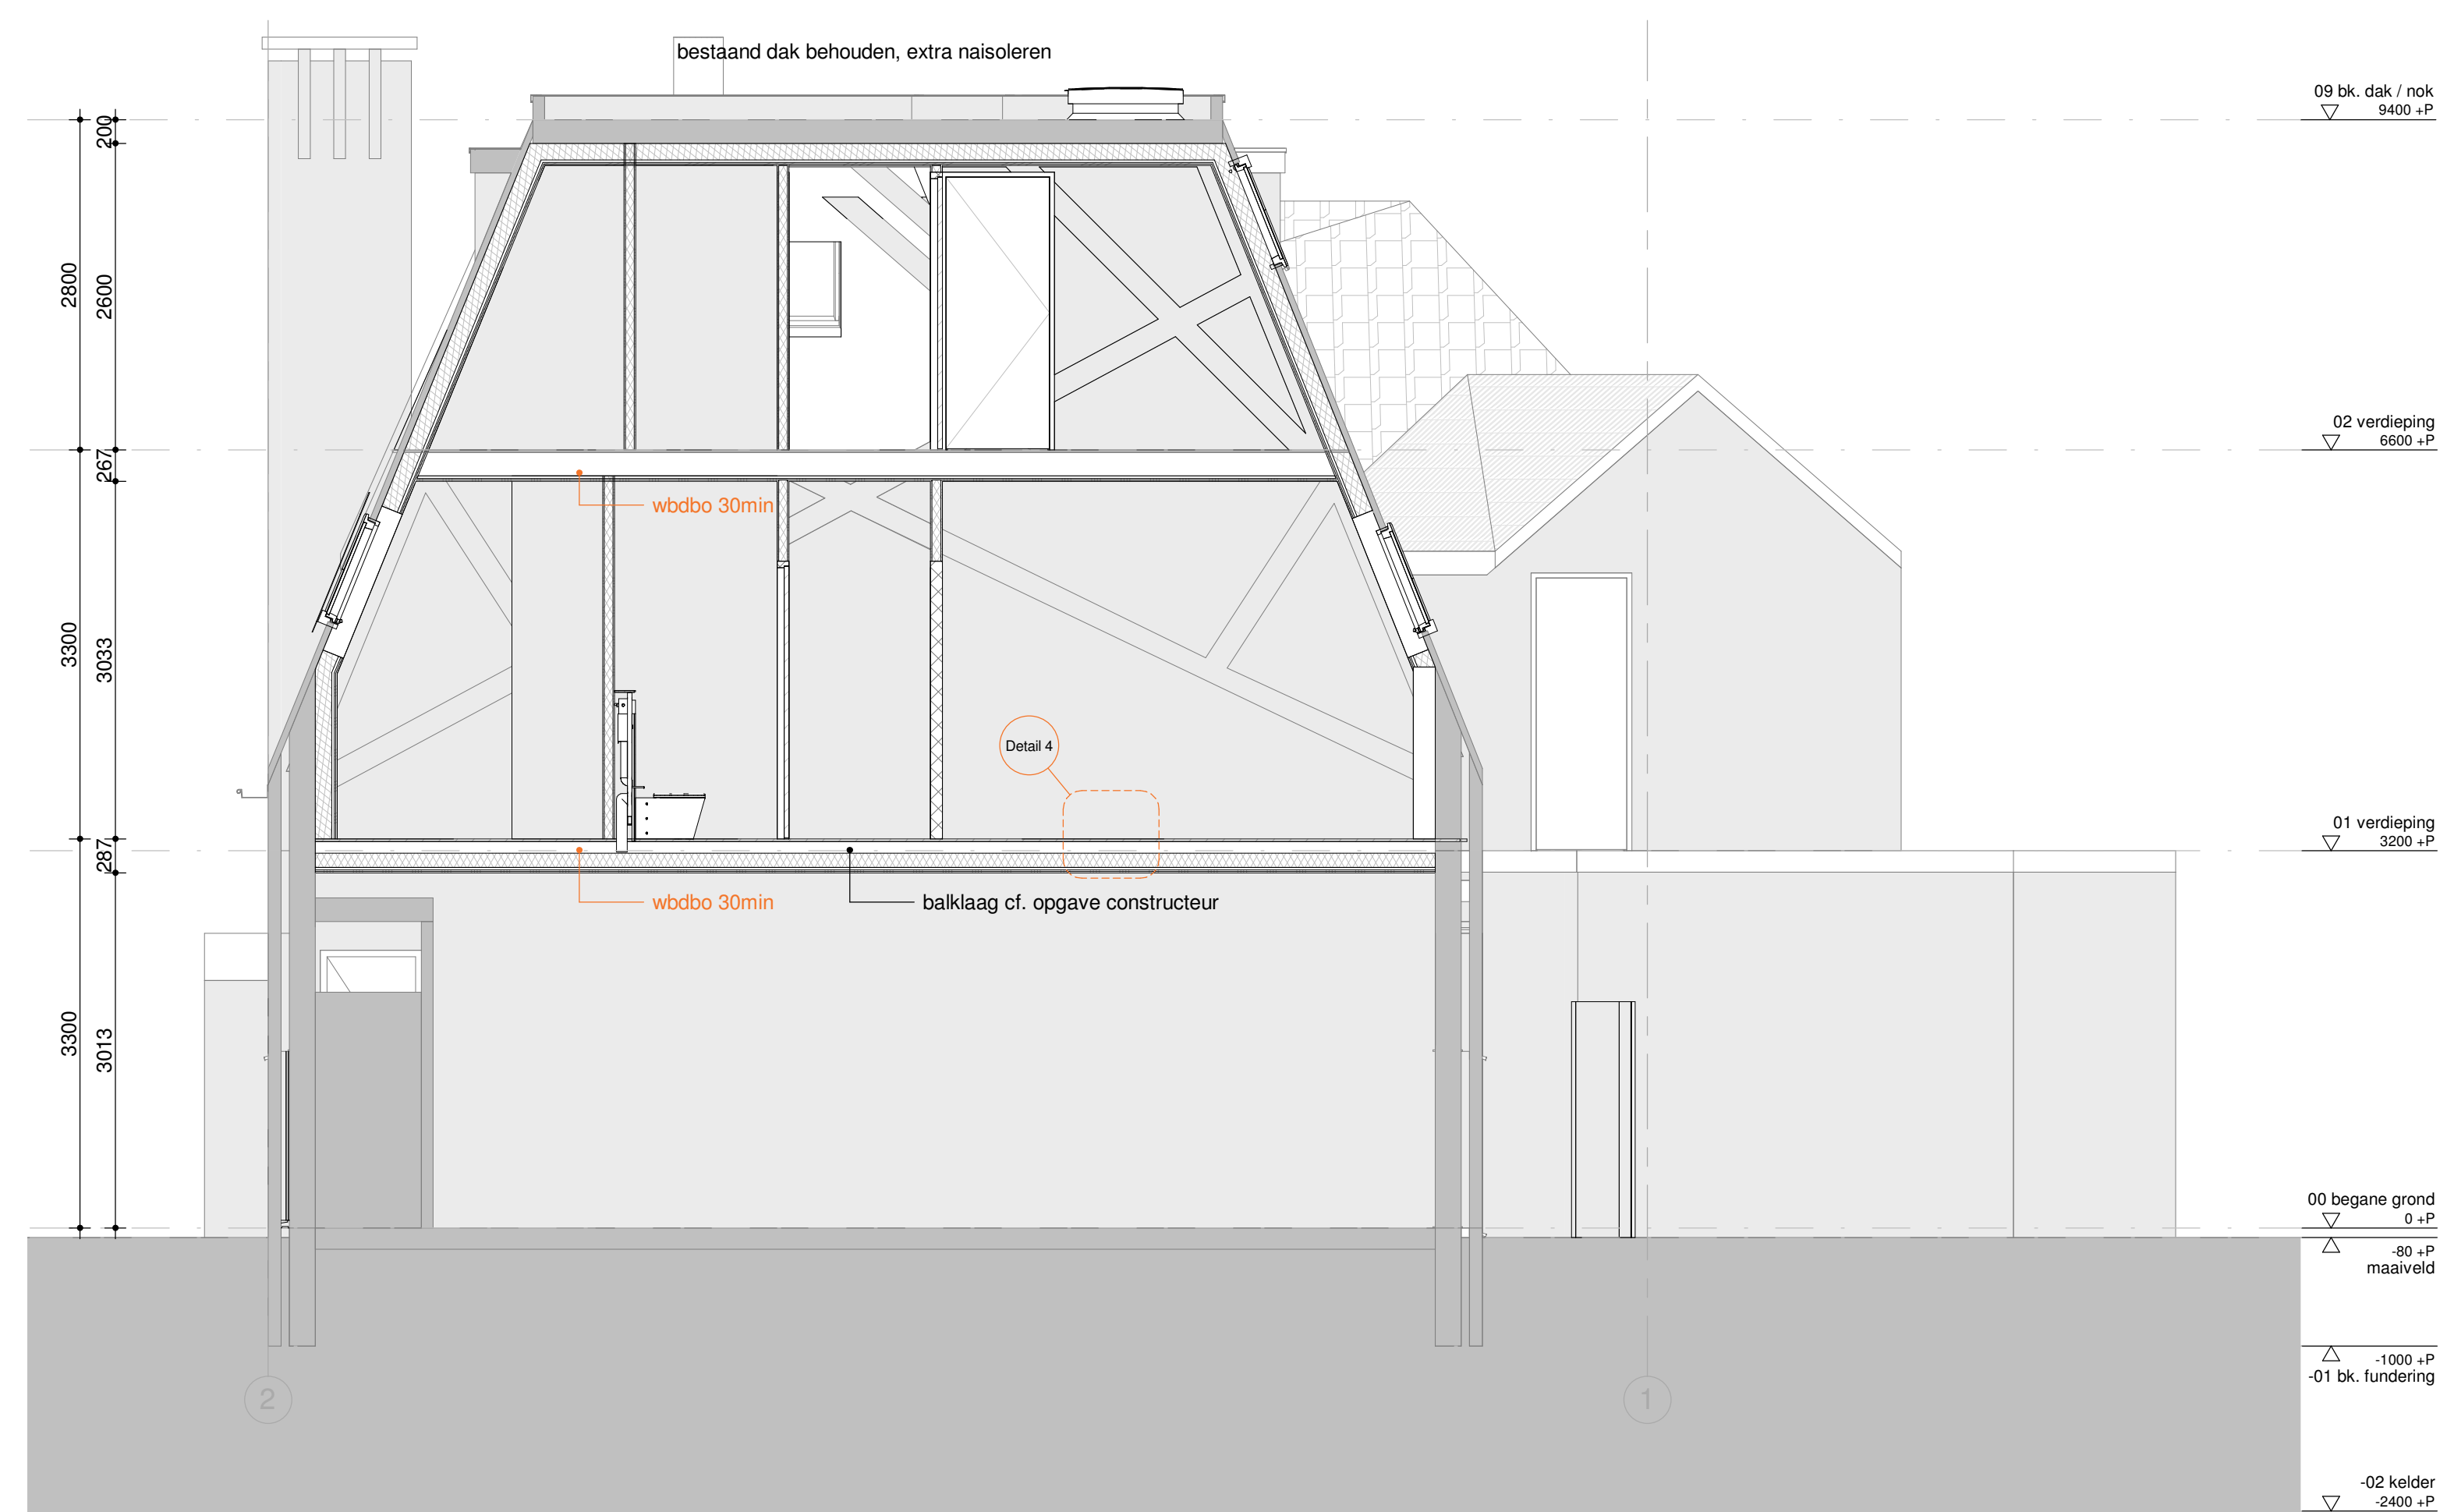 bestaand dak behouden, extra naisoleren
09 bk. dak / nok
9400 +P
200
2800
2600
02 verdieping
6600 +P
267
wbdbo 30min
3300
3033
Detail 4
01 verdieping
3200 +P
287
wbdbo 30min
balklaag cf. opgave constructeur
3300
3013
00 begane grond
0 +P
-80 +P
maaiveld
-1000 +P
-01 bk. fundering
2
1
-02 kelder
-2400 +P